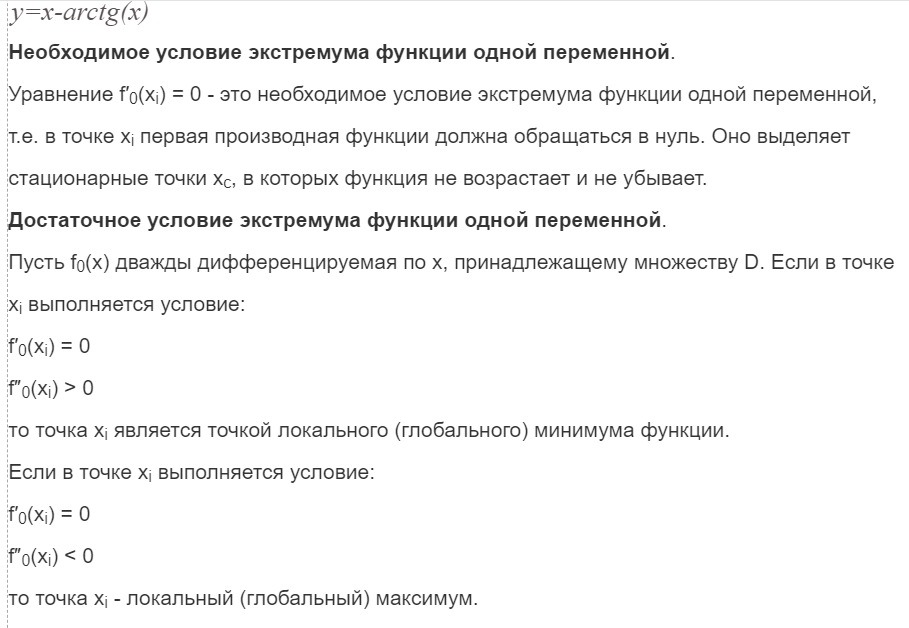 y=x-arctg(x)
Необходимое условие экстремума функции одной переменной.
Уравнение f'₀(xᵢ) = 0 - это необходимое условие экстремума функции одной переменной,
т.е. в точке xᵢ первая производная функции должна обращаться в нуль. Оно выделяет
стационарные точки x_c, в которых функция не возрастает и не убывает.
Достаточное условие экстремума функции одной переменной.
Пусть f₀(x) дважды дифференцируемая по x, принадлежащему множеству D. Если в точке
xᵢ выполняется условие:
f'₀(xᵢ) = 0
f''₀(xᵢ) > 0
то точка xᵢ является точкой локального (глобального) минимума функции.
Если в точке xᵢ выполняется условие:
f'₀(xᵢ) = 0
f''₀(xᵢ) < 0
то точка xᵢ - локальный (глобальный) максимум.